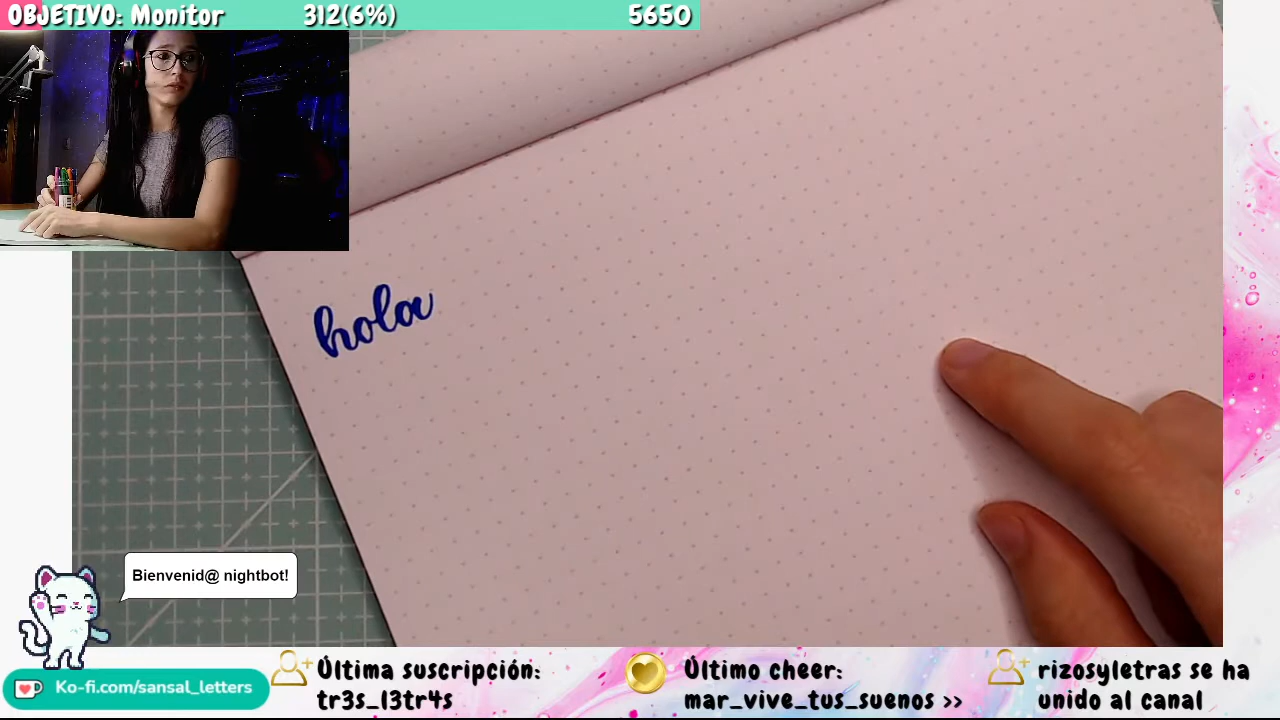 OBJETIVO: Monitor 312(6%) 5650
hola
Bienvenid@ nightbot!
Ko-fi.com/sansal_letters
Última suscripción:
tr3s_l3tr4s
Último cheer:
mar_vive_tus_suenos >>
rizosyletras se ha
unido al canal